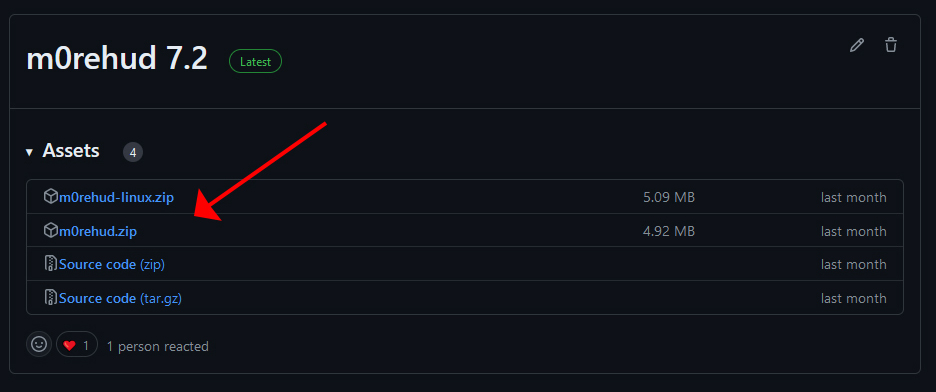 m0rehud 7.2 Latest
Assets 4
m0rehud-linux.zip 5.09 MB last month
m0rehud.zip 4.92 MB last month
Source code (zip) last month
Source code (tar.gz) last month
1 1 person reacted